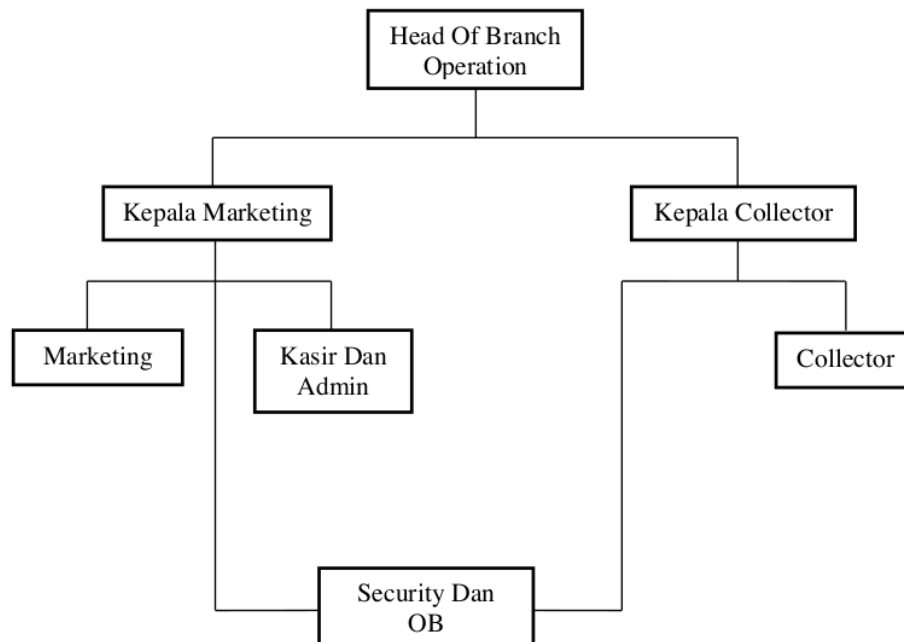 Head Of Branch
Operation
Kepala Marketing
Kepala Collector
Marketing
Kasir Dan
Admin
Collector
Security Dan
OB